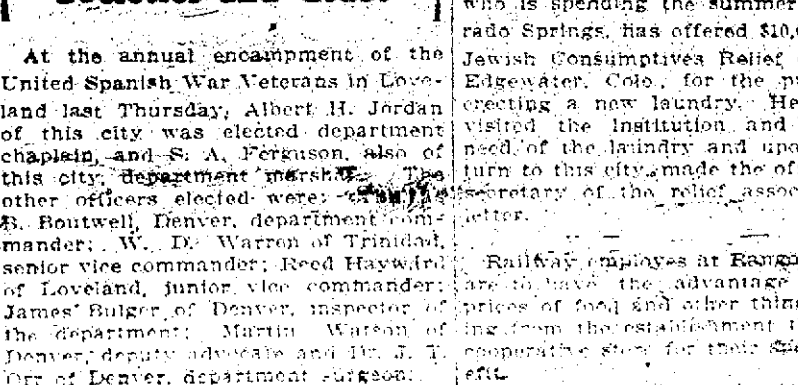 At the annual encampment of the
United Spanish War Veterans in Love-
land last Thursday, Albert H. Jordan
of this city was elected department
chaplain, and S. A. Ferguson, also of
this city, department marshal. The
other officers elected were:
B. Boutwell, Denver, department com-
mander; W. D. Warren of Trinidad,
senior vice commander; Reed Hayward
of Loveland, junior vice commander;
James Bulger of Denver, inspector of
the department; Martin Watson of
Denver, deputy advocate and Dr. J. T.
Orr of Denver, department surgeon.
who is spending the summer
rado Springs, has offered $10,
Jewish Consumptives Relief
Edgewater, Colo., for the p
erecting a new laundry. He
visited the institution and
need of the laundry and upo
turn to this city made the of
secretary of the relief assoc
letter.
Railway employes at Rang
are to have the advantage
prices of food and other thin
ing from the establishment
cooperative store for their
efit.